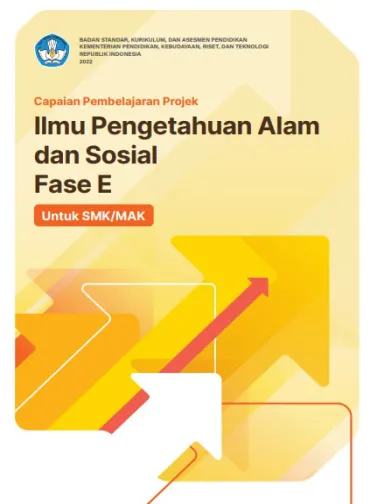 BADAN STANDAR, KURIKULUM, DAN ASESMEN PENDIDIKAN
KEMENTERIAN PENDIDIKAN, KEBUDAYAAN, RISET, DAN TEKNOLOGI
REPUBLIK INDONESIA
2022
Capaian Pembelajaran Projek
Ilmu Pengetahuan Alam
dan Sosial
Fase E
Untuk SMK/MAK